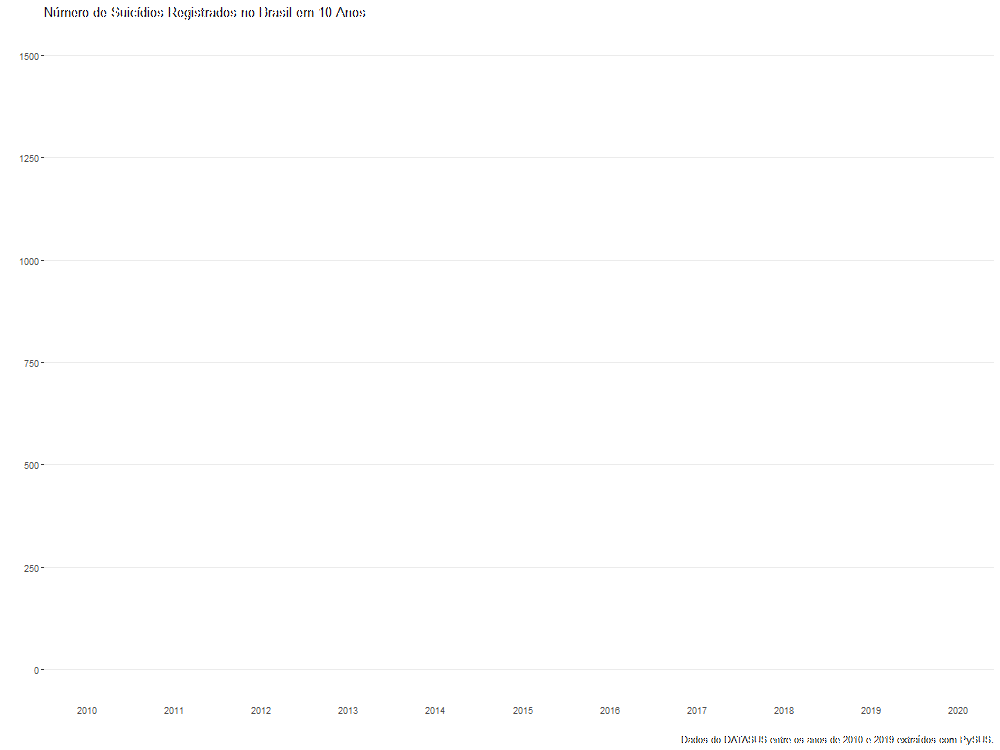 Número de Suicídios Registrados no Brasil em 10 Anos
1500
1250
1000
750
500
250
0
2010 2011 2012 2013 2014 2015 2016 2017 2018 2019 2020
Dados do DATASUS entre os anos de 2010 e 2019 extraídos com PySUS.